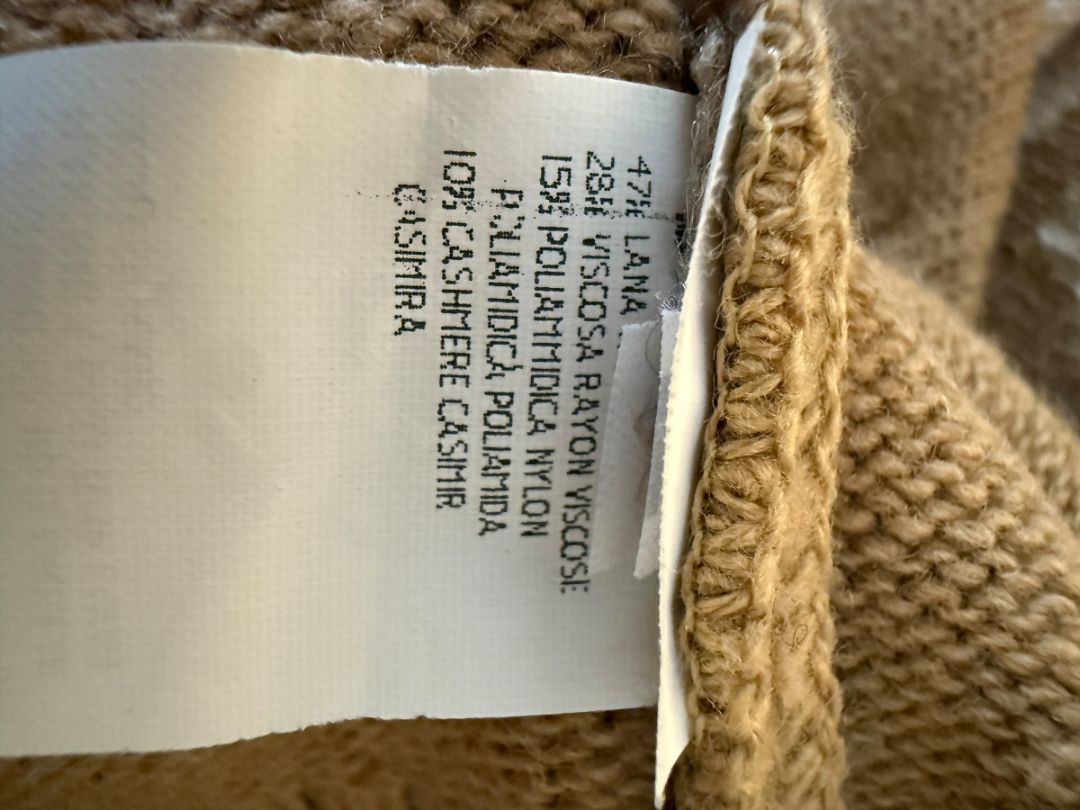 47% LANA
28% VISCOSA RAYON VISCOSE
15% POLIAMMIDICA NYLON
POLIAMIDICA POLIAMIDA
10% CASHMERE CASIMIR
CASIMIRA